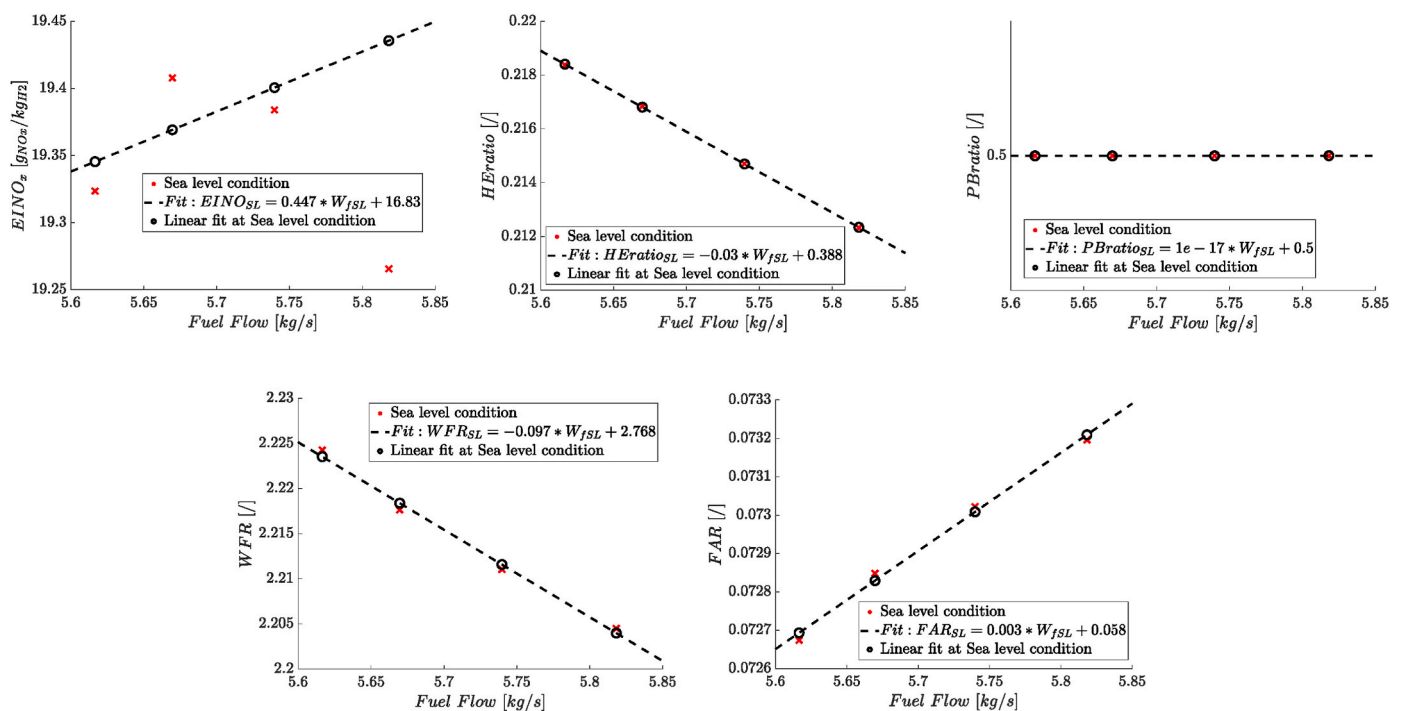 19.45
19.4
19.35
19.3
19.25
EINOₓ [g_NOx/kg_H2]
Sea level condition
Fit : EINO_SL = 0.447 * W_fSL + 16.83
Linear fit at Sea level condition
5.6 5.65 5.7 5.75 5.8 5.85
Fuel Flow [kg/s]
0.22
0.218
0.216
0.214
0.212
0.21
HEratio [/]
Sea level condition
Fit : HEratio_SL = −0.03 * W_fSL + 0.388
Linear fit at Sea level condition
5.6 5.65 5.7 5.75 5.8 5.85
Fuel Flow [kg/s]
0.5
PBratio [/]
Sea level condition
Fit : PBratio_SL = 1e − 17 * W_fSL + 0.5
Linear fit at Sea level condition
5.6 5.65 5.7 5.75 5.8 5.85
Fuel Flow [kg/s]
2.23
2.225
2.22
2.215
2.21
2.205
2.2
WFR [/]
Sea level condition
Fit : WFR_SL = −0.097 * W_fSL + 2.768
Linear fit at Sea level condition
5.6 5.65 5.7 5.75 5.8 5.85
Fuel Flow [kg/s]
0.0733
0.0732
0.0731
0.073
0.0729
0.0728
0.0727
0.0726
FAR [/]
Sea level condition
Fit : FAR_SL = 0.003 * W_fSL + 0.058
Linear fit at Sea level condition
5.6 5.65 5.7 5.75 5.8 5.85
Fuel Flow [kg/s]